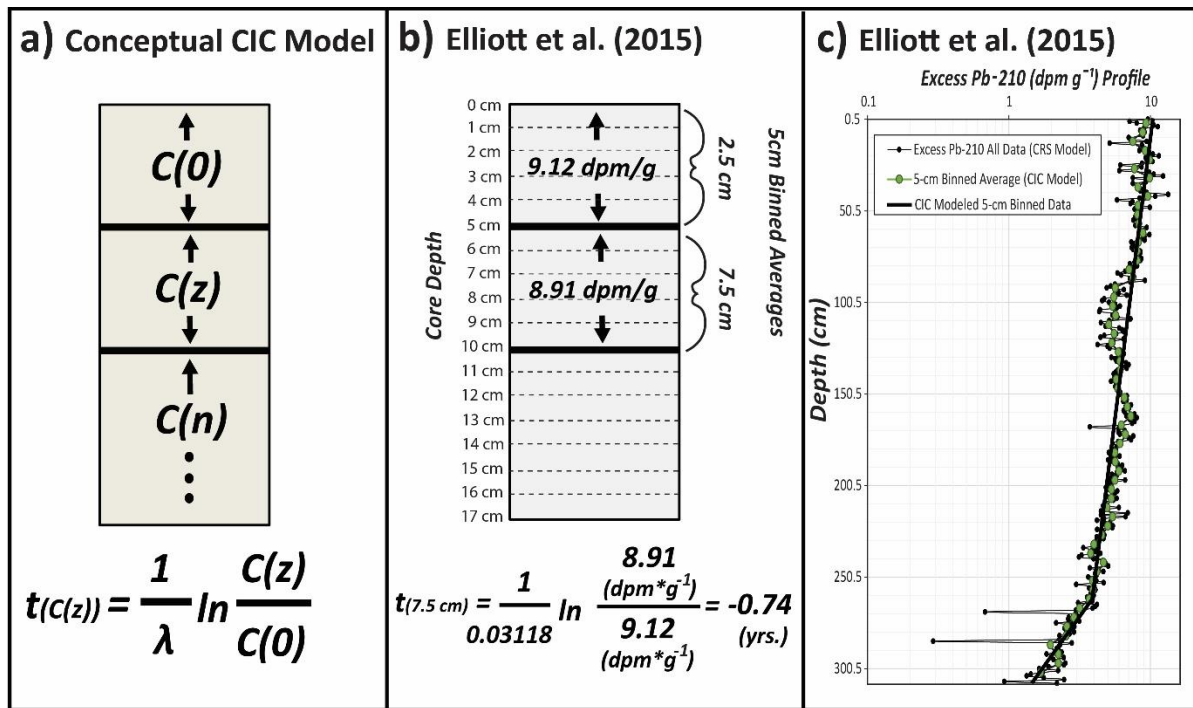 a) Conceptual CIC Model
C(0)
C(z)
C(n)
t(C(z)) = 1/λ ln C(z)/C(0)
b) Elliott et al. (2015)
0 cm
1 cm
2 cm
3 cm
4 cm
5 cm
6 cm
7 cm
8 cm
9 cm
10 cm
11 cm
12 cm
13 cm
14 cm
15 cm
16 cm
17 cm
Core Depth
9.12 dpm/g
8.91 dpm/g
2.5 cm
7.5 cm
5cm Binned Averages
t(7.5 cm) = 1/0.03118 ln 8.91 (dpm*g⁻¹)/9.12 (dpm*g⁻¹) = -0.74 (yrs.)
c) Elliott et al. (2015)
Excess Pb-210 (dpm g⁻¹) Profile
0.1 1 10
Excess Pb-210 All Data (CRS Model)
5-cm Binned Average (CIC Model)
CIC Modeled 5-cm Binned Data
Depth (cm)
0.5
50.5
100.5
150.5
200.5
250.5
300.5